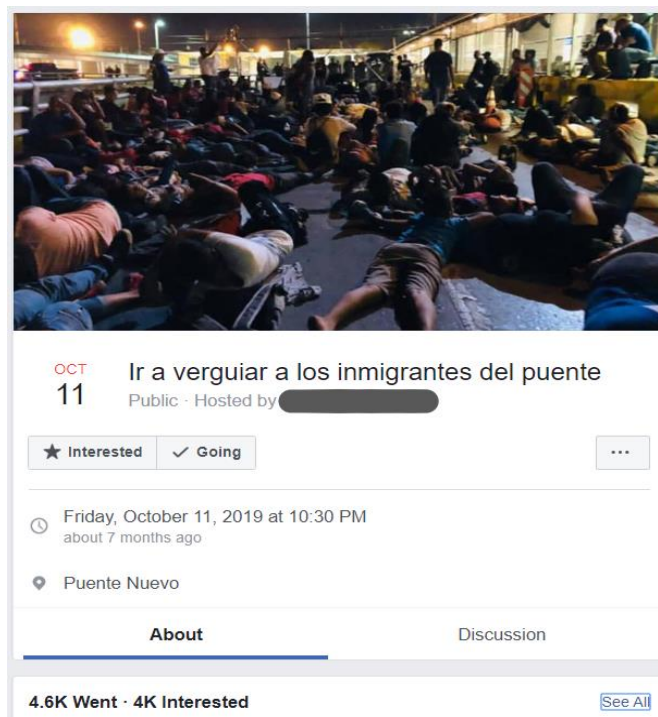 OCT
11
Ir a verguiar a los inmigrantes del puente
Public · Hosted by
Interested
Going
...
Friday, October 11, 2019 at 10:30 PM
about 7 months ago
Puente Nuevo
About
Discussion
4.6K Went · 4K Interested
See All